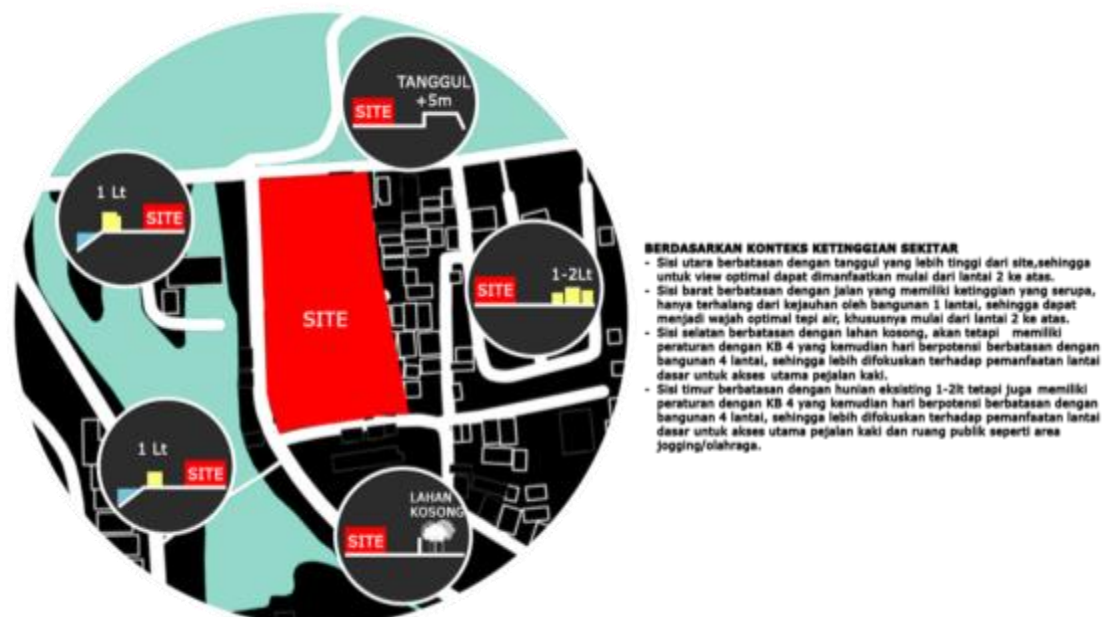 TANGGUL
+5m
SITE
1 Lt
SITE
1-2Lt
SITE
SITE
1 Lt
SITE
LAHAN
KOSONG
SITE
BERDASARKAN KONTEKS KETINGGIAN SEKITAR
- Sisi utara berbatasan dengan tanggul yang lebih tinggi dari site,sehingga
untuk view optimal dapat dimanfaatkan mulai dari lantai 2 ke atas.
- Sisi barat berbatasan dengan jalan yang memiliki ketinggian yang serupa,
hanya terhalang dari kejauhan oleh bangunan 1 lantai, sehingga dapat
menjadi wajah optimal tepi air, khususnya mulai dari lantai 2 ke atas.
- Sisi selatan berbatasan dengan lahan kosong, akan tetapi memiliki
peraturan dengan KB 4 yang kemudian hari berpotensi berbatasan dengan
bangunan 4 lantai, sehingga lebih difokuskan terhadap pemanfaatan lantai
dasar untuk akses utama pejalan kaki.
- Sisi timur berbatasan dengan hunian eksisting 1-2lt tetapi juga memiliki
peraturan dengan KB 4 yang kemudian hari berpotensi berbatasan dengan
bangunan 4 lantai, sehingga lebih difokuskan terhadap pemanfaatan lantai
dasar untuk akses utama pejalan kaki dan ruang publik seperti area
jogging/olahraga.